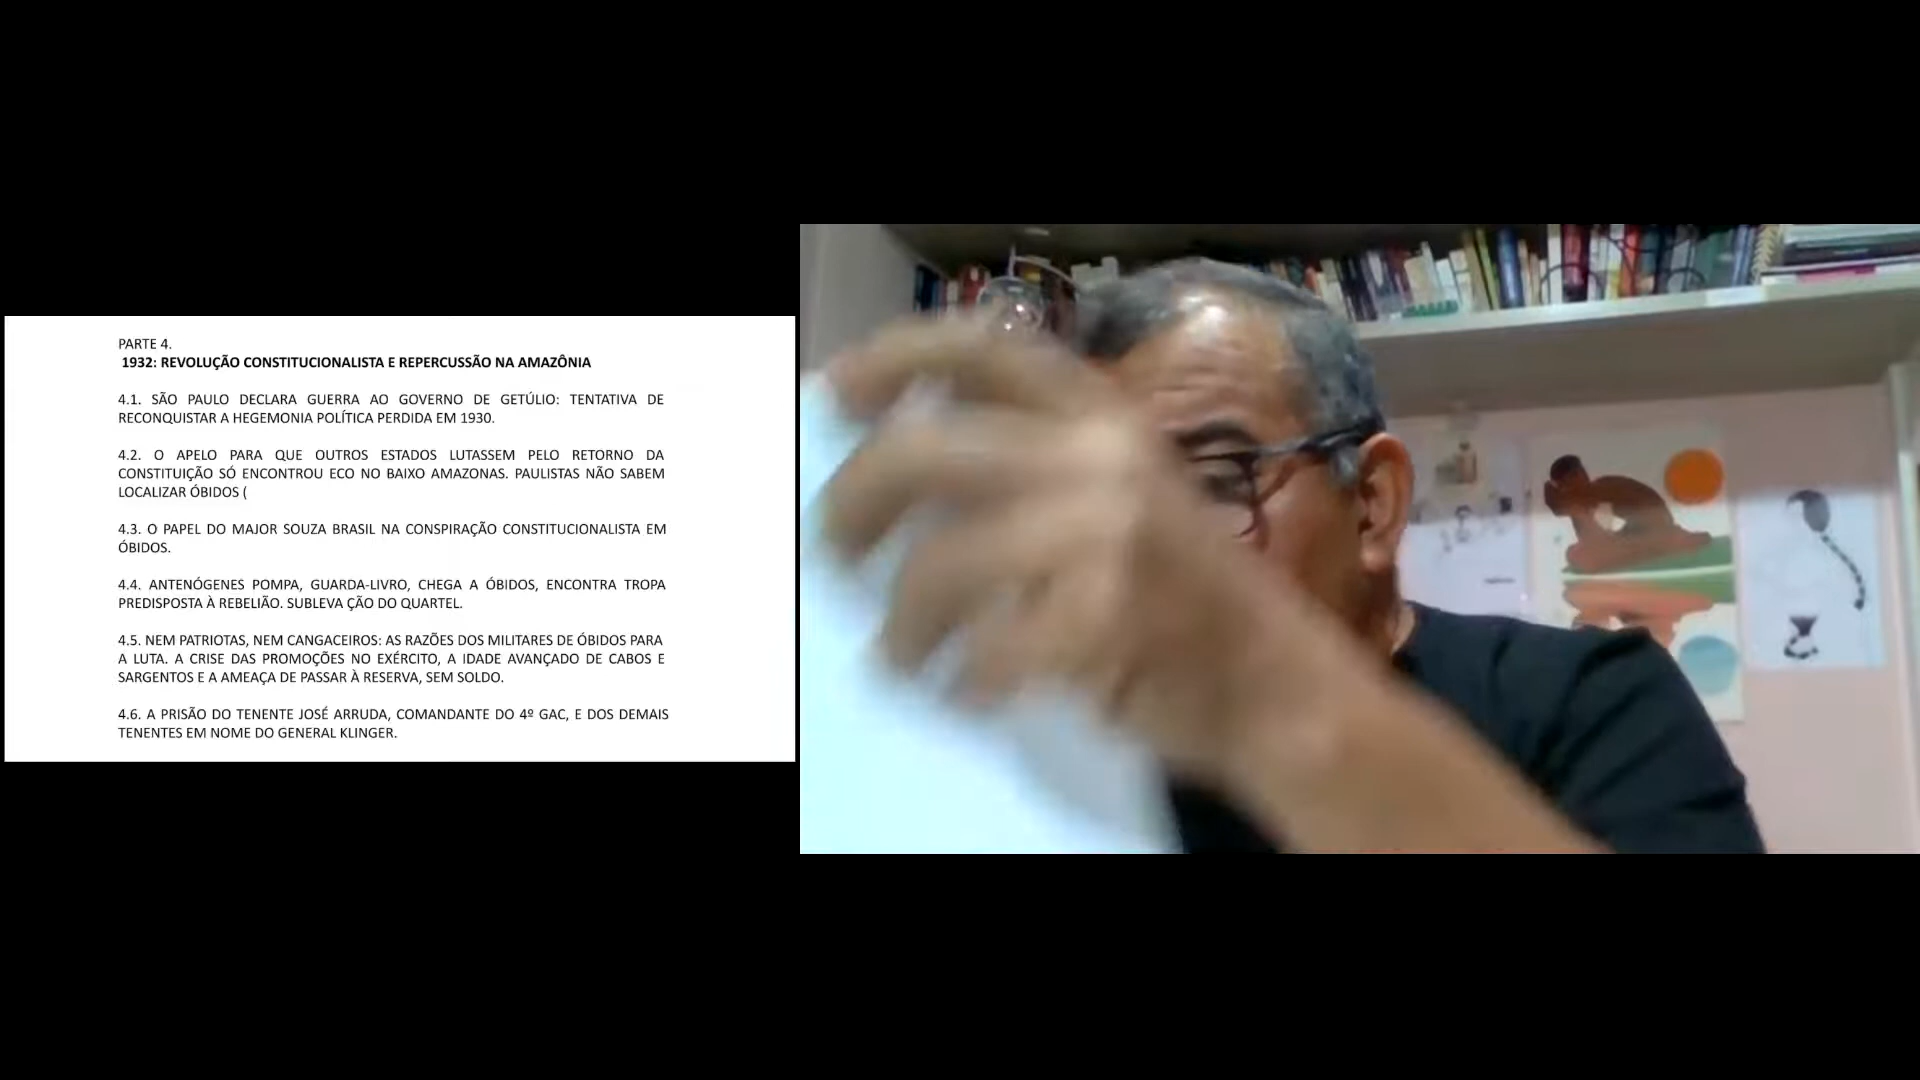 PARTE 4.
1932: REVOLUÇÃO CONSTITUCIONALISTA E REPERCUSSÃO NA AMAZÔNIA
4.1. SÃO PAULO DECLARA GUERRA AO GOVERNO DE GETÚLIO: TENTATIVA DE
RECONQUISTAR A HEGEMONIA POLÍTICA PERDIDA EM 1930.
4.2. O APELO PARA QUE OUTROS ESTADOS LUTASSEM PELO RETORNO DA
CONSTITUIÇÃO SÓ ENCONTROU ECO NO BAIXO AMAZONAS. PAULISTAS NÃO SABEM
LOCALIZAR ÓBIDOS (
4.3. O PAPEL DO MAJOR SOUZA BRASIL NA CONSPIRAÇÃO CONSTITUCIONALISTA EM
ÓBIDOS.
4.4. ANTENÓGENES POMPA, GUARDA-LIVRO, CHEGA A ÓBIDOS, ENCONTRA TROPA
PREDISPOSTA À REBELIÃO. SUBLEVA ÇÃO DO QUARTEL.
4.5. NEM PATRIOTAS, NEM CANGACEIROS: AS RAZÕES DOS MILITARES DE ÓBIDOS PARA
A LUTA. A CRISE DAS PROMOÇÕES NO EXÉRCITO, A IDADE AVANÇADO DE CABOS E
SARGENTOS E A AMEAÇA DE PASSAR À RESERVA, SEM SOLDO.
4.6. A PRISÃO DO TENENTE JOSÉ ARRUDA, COMANDANTE DO 4º GAC, E DOS DEMAIS
TENENTES EM NOME DO GENERAL KLINGER.